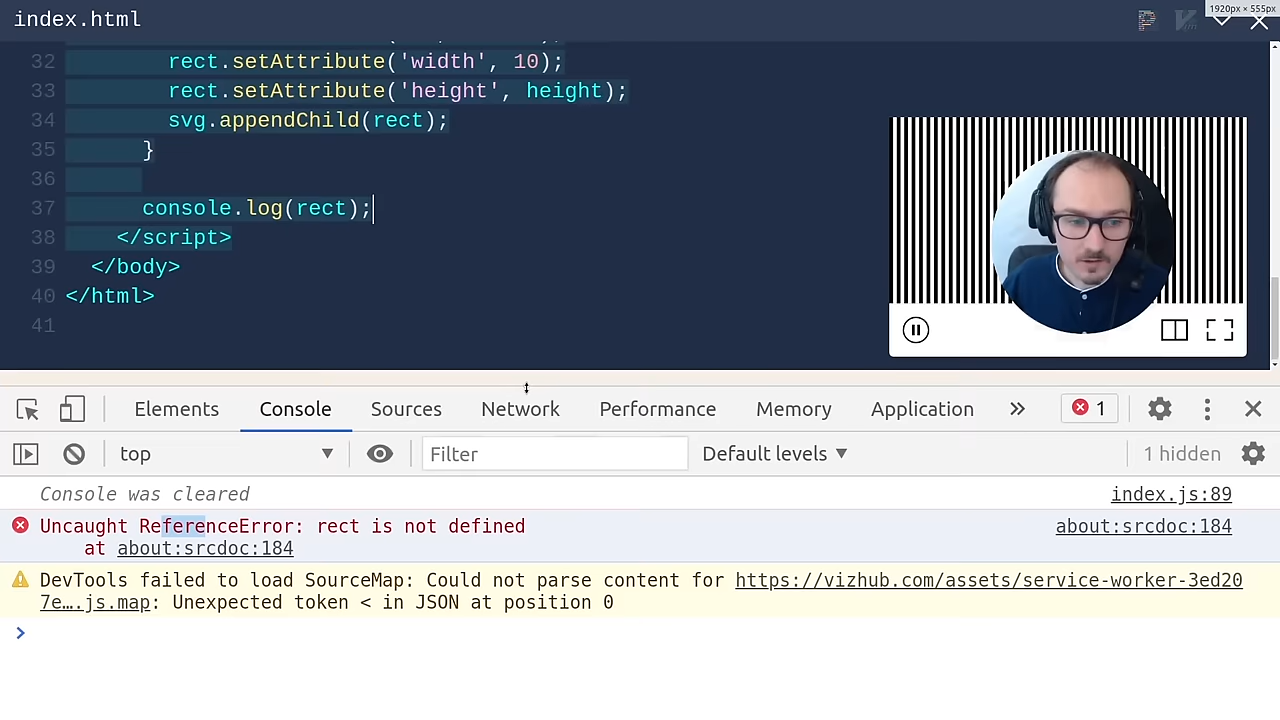 index.html
1920px × 555px
32 rect.setAttribute('width', 10);
33 rect.setAttribute('height', height);
34 svg.appendChild(rect);
35 }
36
37 console.log(rect);
38 </script>
39 </body>
40 </html>
41
Elements Console Sources Network Performance Memory Application » 1
top ▼ Filter Default levels ▼ 1 hidden
Console was cleared index.js:89
Uncaught ReferenceError: rect is not defined about:srcdoc:184
at about:srcdoc:184
DevTools failed to load SourceMap: Could not parse content for https://vizhub.com/assets/service-worker-3ed20
7e….js.map: Unexpected token < in JSON at position 0
>